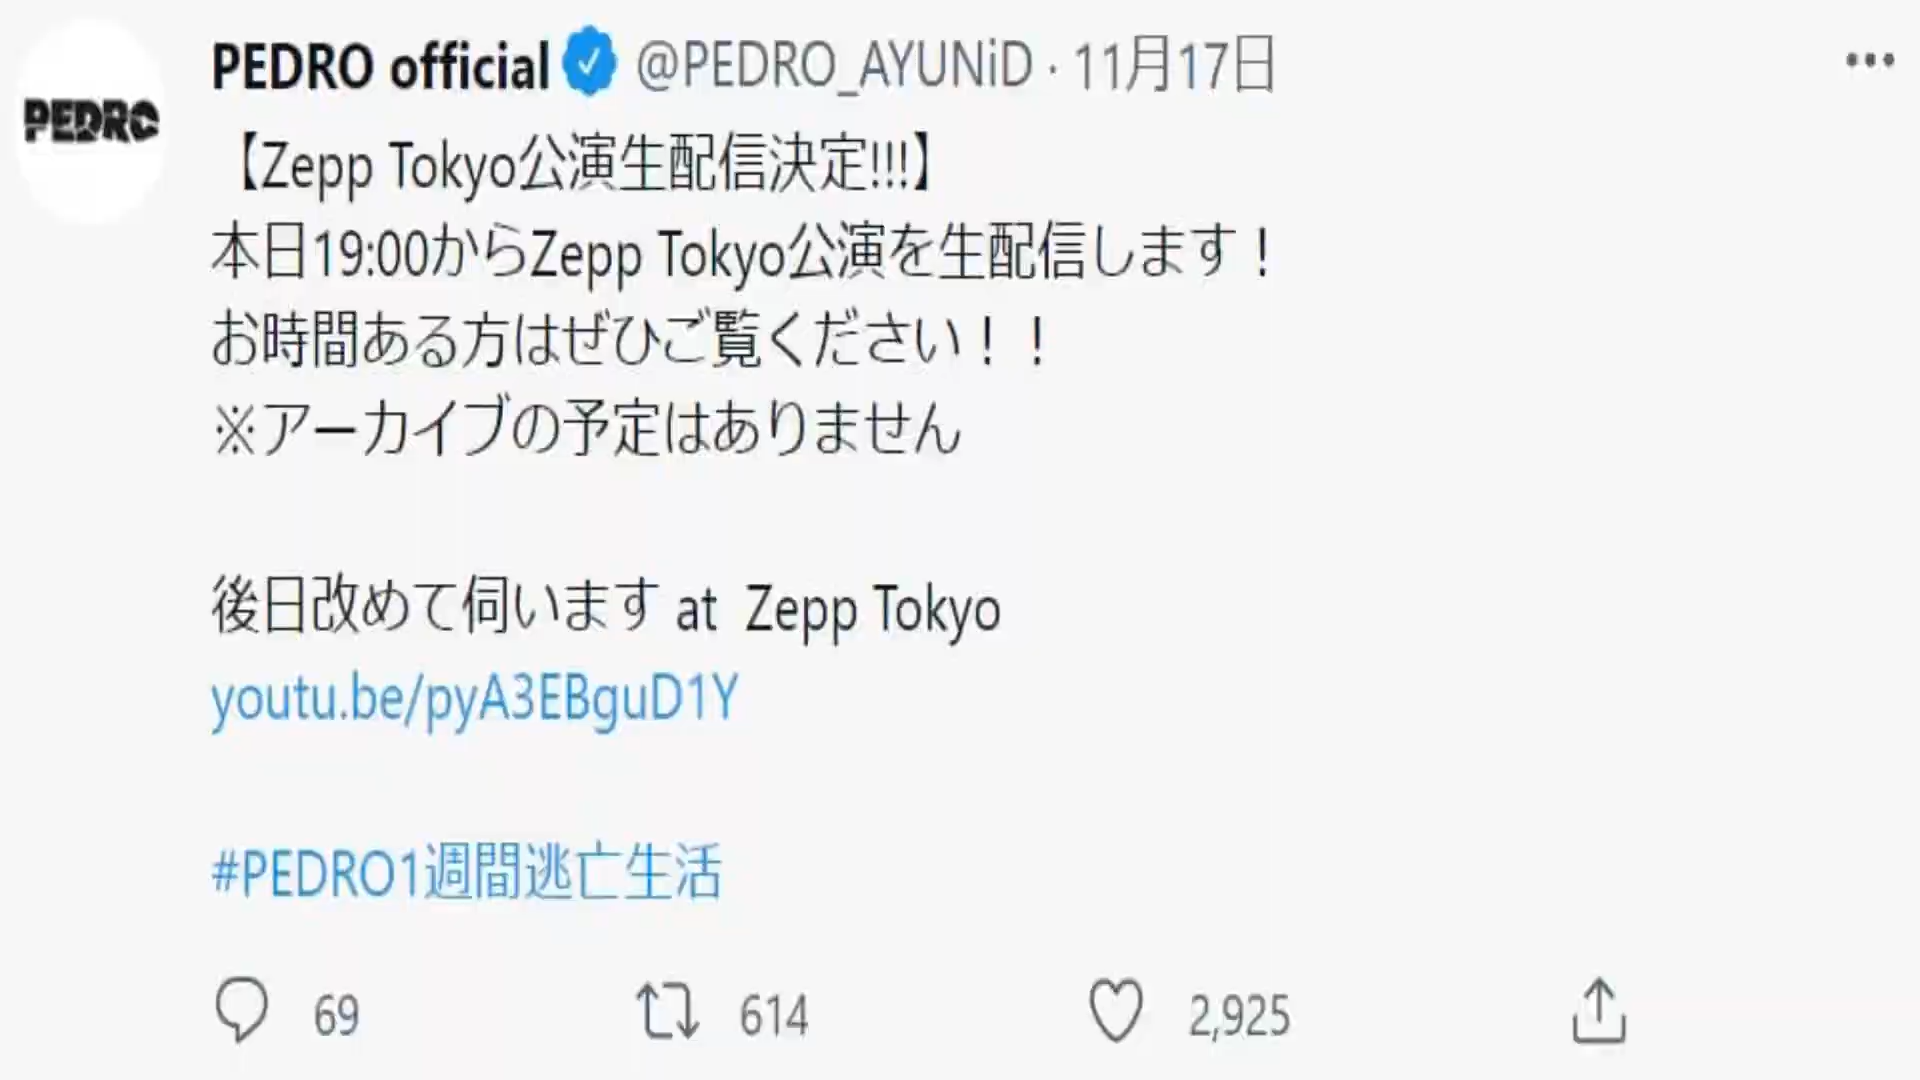 PEDRO
PEDRO official @PEDRO_AYUNiD · 11月17日
【Zepp Tokyo公演生配信決定!!!】
本日19:00からZepp Tokyo公演を生配信します！
お時間ある方はぜひご覧ください！！
※アーカイブの予定はありません
後日改めて伺います at Zepp Tokyo
youtu.be/pyA3EBguD1Y
#PEDRO1週間逃亡生活
69 614 2,925